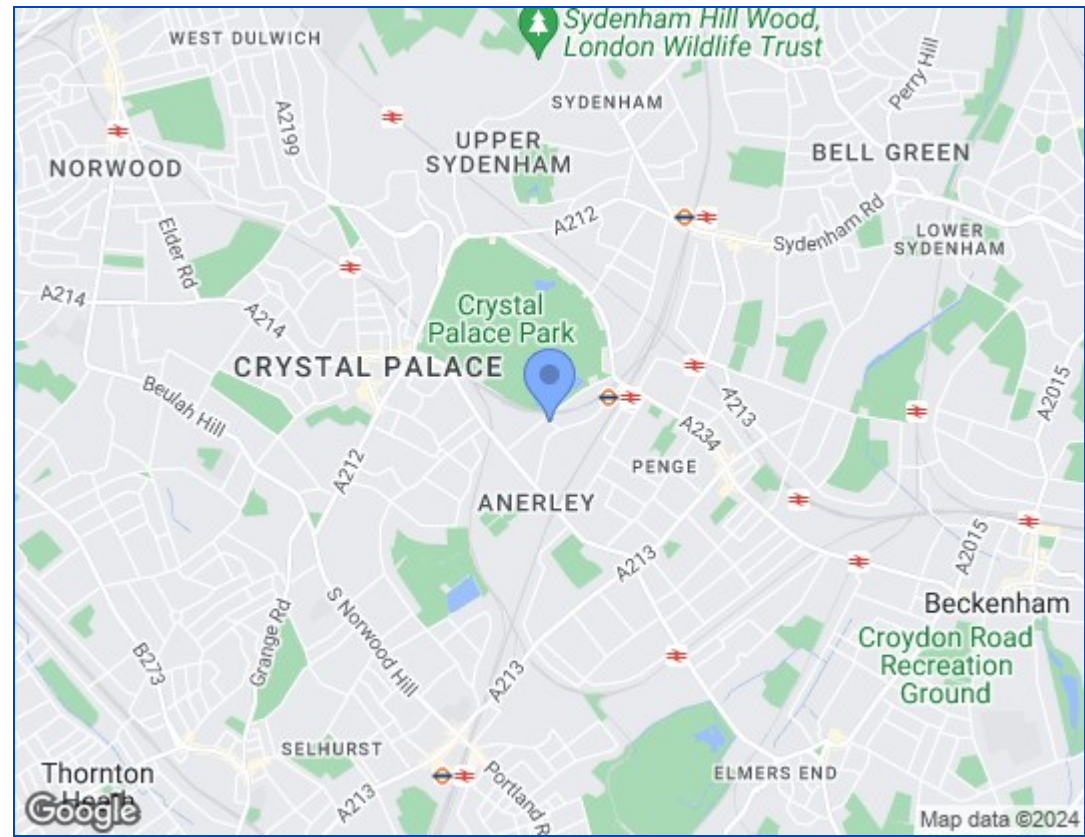 Sydenham Hill Wood,
London Wildlife Trust
WEST DULWICH
Perry Hill
SYDENHAM
A2199
UPPER
SYDENHAM
BELL GREEN
NORWOOD
A212
Sydenham Rd
LOWER
SYDENHAM
Elder Rd
A214
A214
Crystal
Palace Park
CRYSTAL PALACE
Beulah Hill
A213
A2015
A234
A212
PENGE
ANERLEY
A213
A2015
Beckenham
S Norwood Hill
Grange Rd
B273
Croydon Road
Recreation
Ground
A213
SELHURST
Thornton
Heath
Portland R
ELMERS END
A213
Google
Map data ©2024